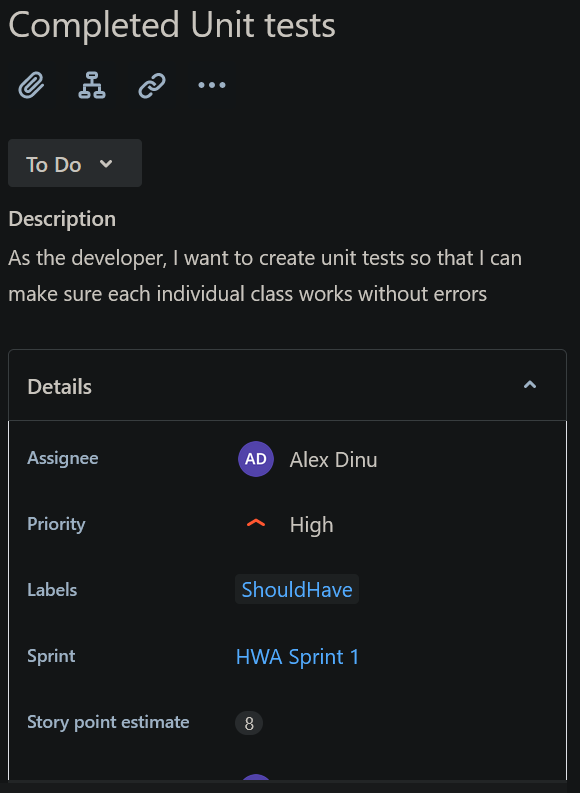 Completed Unit tests
To Do
Description
As the developer, I want to create unit tests so that I can
make sure each individual class works without errors
Details
Assignee
AD Alex Dinu
Priority
High
Labels
ShouldHave
Sprint
HWA Sprint 1
Story point estimate
8